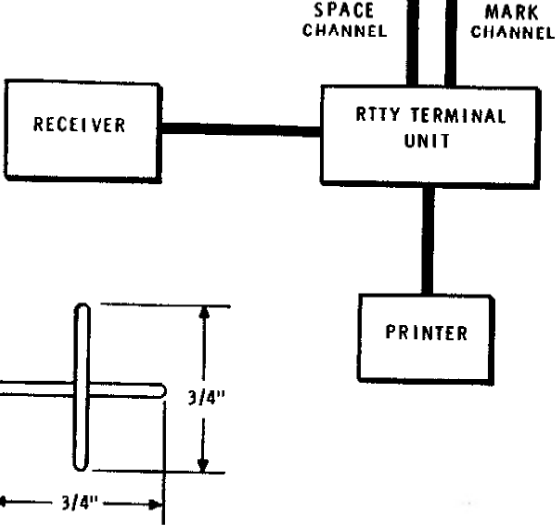 SPACE
CHANNEL
MARK
CHANNEL
RECEIVER
RTTY TERMINAL
UNIT
PRINTER
3/4"
3/4"